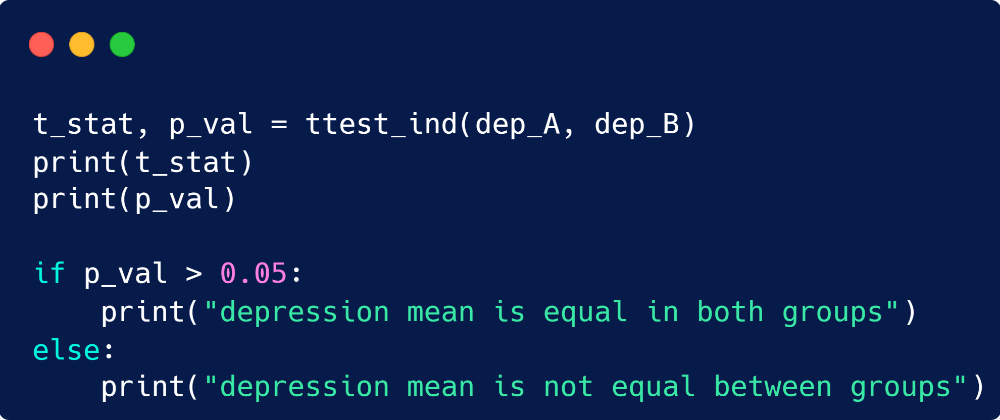 t_stat, p_val = ttest_ind(dep_A, dep_B)
print(t_stat)
print(p_val)
if p_val > 0.05:
    print("depression mean is equal in both groups")
else:
    print("depression mean is not equal between groups")